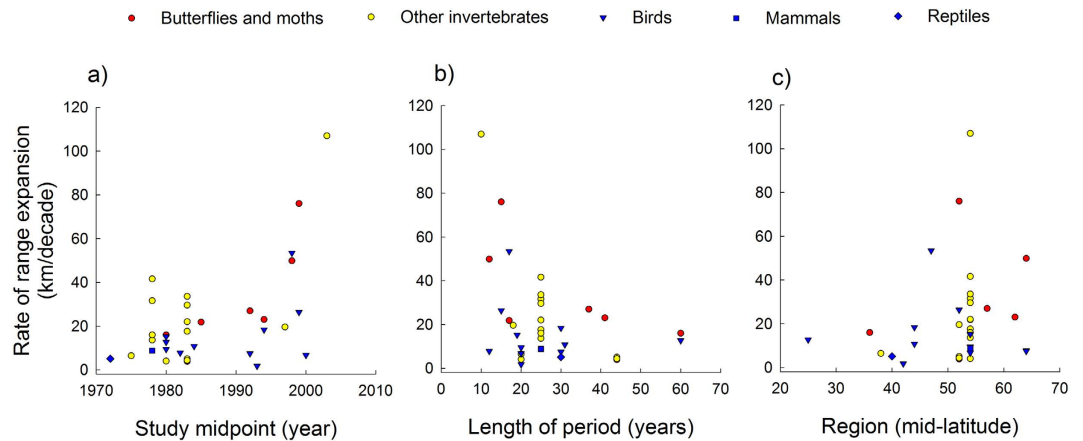 Butterflies and moths Other invertebrates Birds Mammals Reptiles
a) b) c)
Rate of range expansion
(km/decade)
120 120 120
100 100 100
80 80 80
60 60 60
40 40 40
20 20 20
0 0 0
1970 1980 1990 2000 2010 0 10 20 30 40 50 60 70 20 30 40 50 60 70
Study midpoint (year) Length of period (years) Region (mid-latitude)